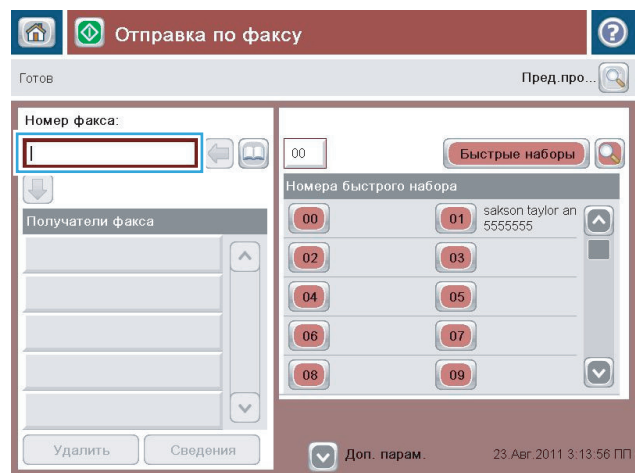 Отправка по факсу
Готов
Пред.про...
Номер факса:
00
Быстрые наборы
Номера быстрого набора
Получатели факса
00
01 sakson taylor an
5555555
02 03
04 05
06 07
08 09
Удалить Сведения
Доп. парам. 23.Авг.2011 3:13:56 ПП